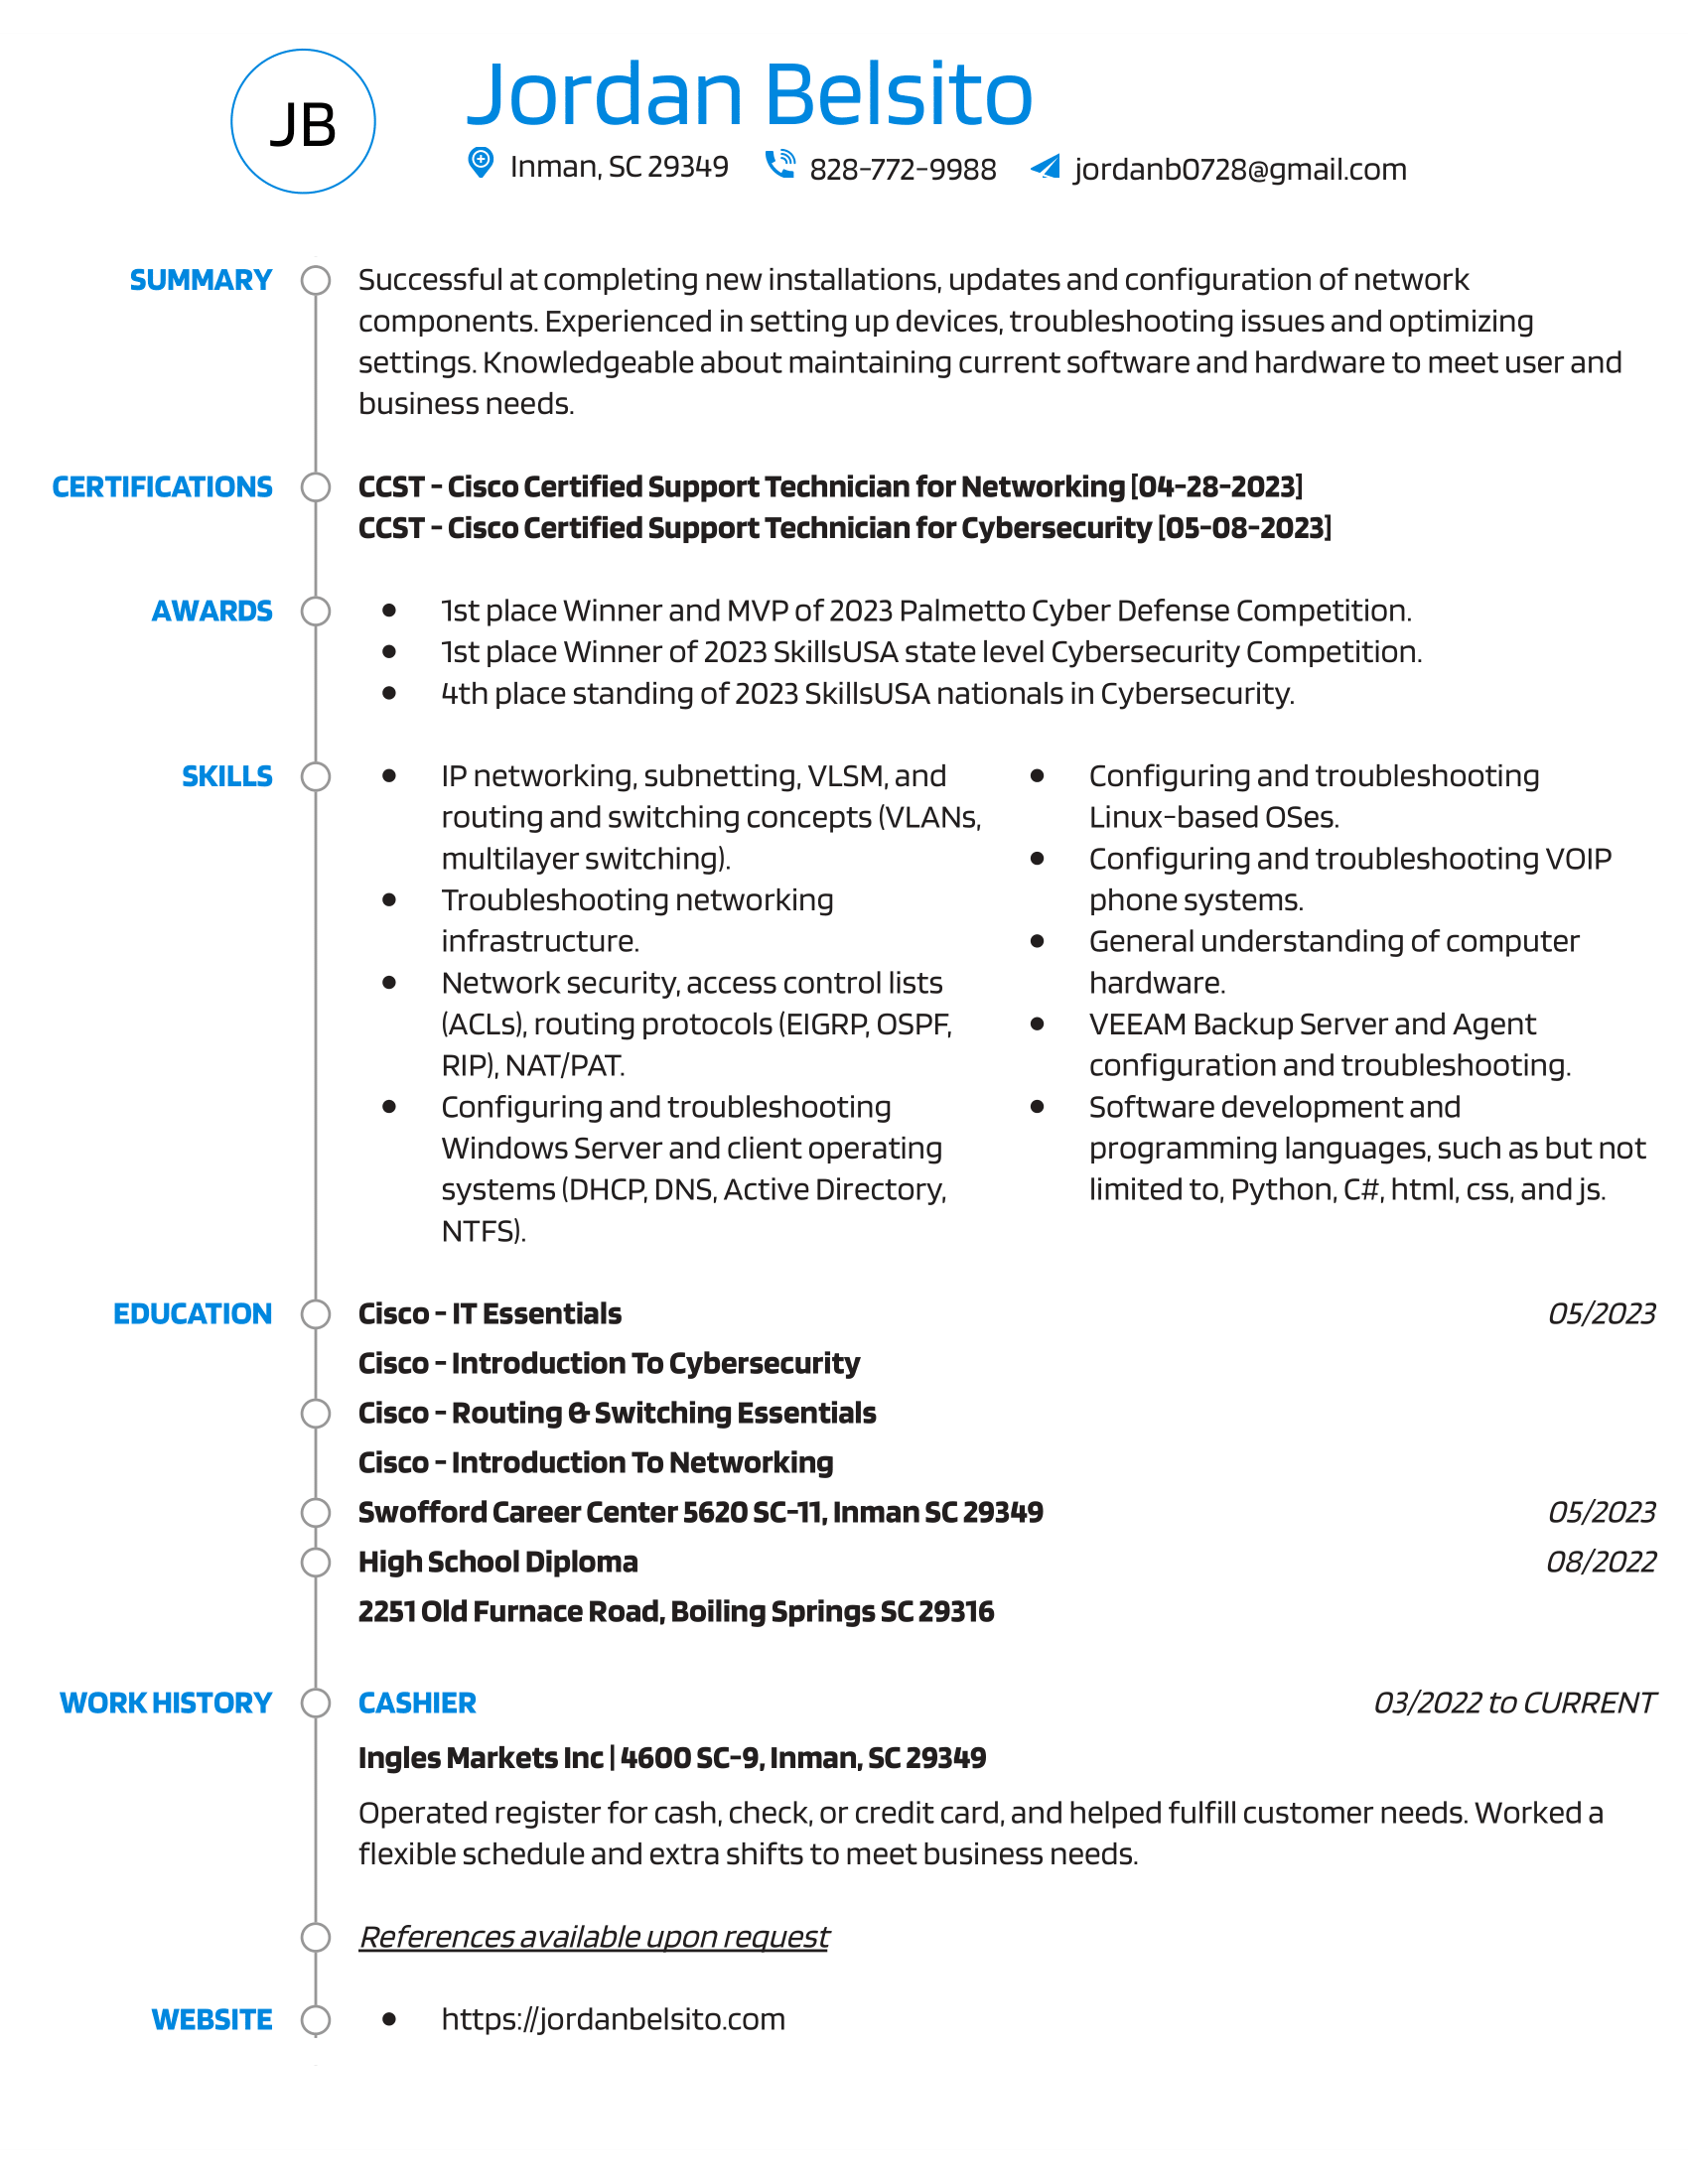 JB
Jordan Belsito
Inman, SC 29349 828-772-9988 jordanb0728@gmail.com
SUMMARY
Successful at completing new installations, updates and configuration of network
components. Experienced in setting up devices, troubleshooting issues and optimizing
settings. Knowledgeable about maintaining current software and hardware to meet user and
business needs.
CERTIFICATIONS
CCST - Cisco Certified Support Technician for Networking [04-28-2023]
CCST - Cisco Certified Support Technician for Cybersecurity [05-08-2023]
AWARDS
● 1st place Winner and MVP of 2023 Palmetto Cyber Defense Competition.
● 1st place Winner of 2023 SkillsUSA state level Cybersecurity Competition.
● 4th place standing of 2023 SkillsUSA nationals in Cybersecurity.
SKILLS
● IP networking, subnetting, VLSM, and
routing and switching concepts (VLANs,
multilayer switching).
● Troubleshooting networking
infrastructure.
● Network security, access control lists
(ACLs), routing protocols (EIGRP, OSPF,
RIP), NAT/PAT.
● Configuring and troubleshooting
Windows Server and client operating
systems (DHCP, DNS, Active Directory,
NTFS).
● Configuring and troubleshooting
Linux-based OSes.
● Configuring and troubleshooting VOIP
phone systems.
● General understanding of computer
hardware.
● VEEAM Backup Server and Agent
configuration and troubleshooting.
● Software development and
programming languages, such as but not
limited to, Python, C#, html, css, and js.
EDUCATION
Cisco - IT Essentials 05/2023
Cisco - Introduction To Cybersecurity
Cisco - Routing & Switching Essentials
Cisco - Introduction To Networking
Swofford Career Center 5620 SC-11, Inman SC 29349 05/2023
High School Diploma 08/2022
2251 Old Furnace Road, Boiling Springs SC 29316
WORK HISTORY
CASHIER 03/2022 to CURRENT
Ingles Markets Inc | 4600 SC-9, Inman, SC 29349
Operated register for cash, check, or credit card, and helped fulfill customer needs. Worked a
flexible schedule and extra shifts to meet business needs.
References available upon request
WEBSITE
● https://jordanbelsito.com